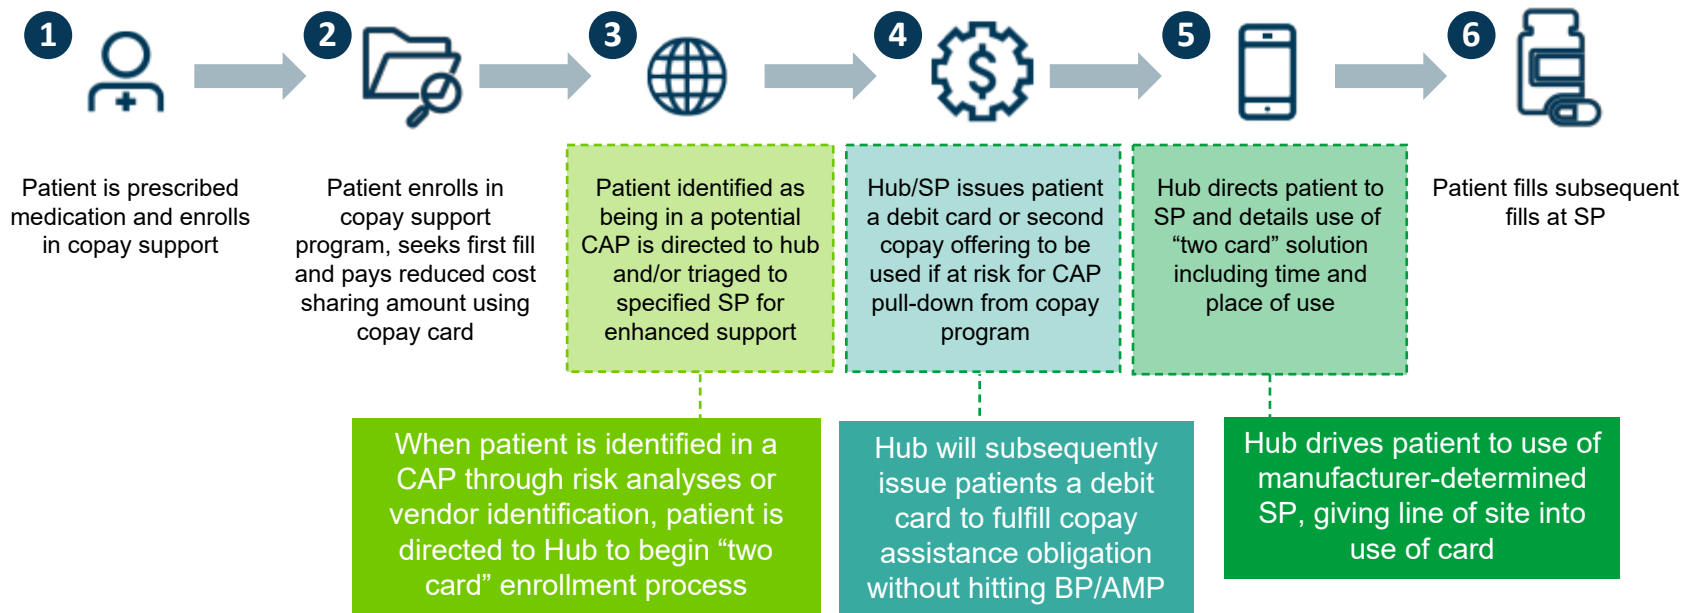 1
2
3
4
5
6
$
Patient is prescribed
medication and enrolls
in copay support
Patient enrolls in
copay support
program, seeks first fill
and pays reduced cost
sharing amount using
copay card
Patient identified as
being in a potential
CAP is directed to hub
and/or triaged to
specified SP for
enhanced support
Hub/SP issues patient
a debit card or second
copay offering to be
used if at risk for CAP
pull-down from copay
program
Hub directs patient to
SP and details use of
“two card” solution
including time and
place of use
Patient fills subsequent
fills at SP
When patient is identified in a
CAP through risk analyses or
vendor identification, patient is
directed to Hub to begin “two
card” enrollment process
Hub will subsequently
issue patients a debit
card to fulfill copay
assistance obligation
without hitting BP/AMP
Hub drives patient to use of
manufacturer-determined
SP, giving line of site into
use of card